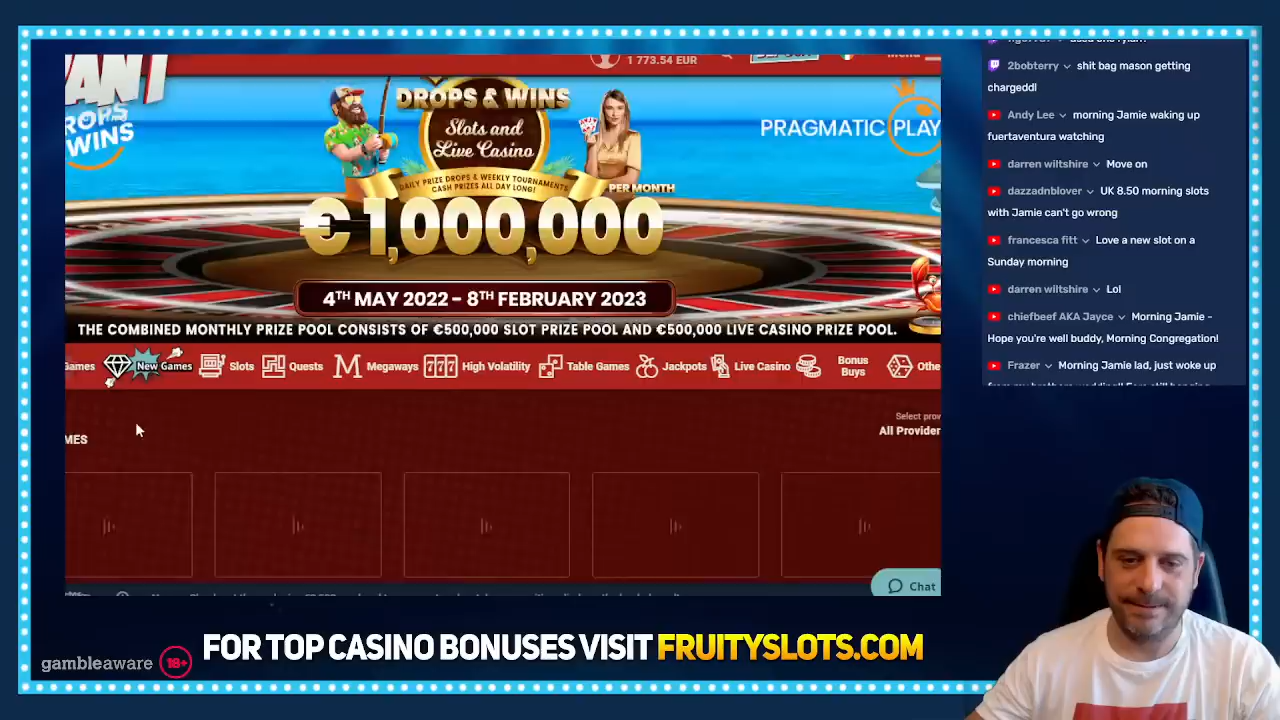 1 773.54 EUR
DROPS
WINS
DROPS & WINS
Slots and
Live Casino
DAILY PRIZE DROPS & WEEKLY TOURNAMENTS
CASH PRIZES ALL DAY LONG!
PER MONTH
PRAGMATIC PLAY
€1,000,000
4TH MAY 2022 – 8TH FEBRUARY 2023
THE COMBINED MONTHLY PRIZE POOL CONSISTS OF €500,000 SLOT PRIZE POOL AND €500,000 LIVE CASINO PRIZE POOL.
Games
New Games
Slots
Quests
Megaways
High Volatility
Table Games
Jackpots
Live Casino
Bonus
Buys
Othe
Select prov
All Provider
MES
Chat
2bobterry shit bag mason getting
chargedd!
Andy Lee morning Jamie waking up
fuertaventura watching
darren wiltshire Move on
dazzadnblover UK 8.50 morning slots
with Jamie can't go wrong
francesca fitt Love a new slot on a
Sunday morning
darren wiltshire Lol
chiefbeef AKA Jayce Morning Jamie -
Hope you're well buddy, Morning Congregation!
Frazer Morning Jamie lad, just woke up
FOR TOP CASINO BONUSES VISIT FRUITYSLOTS.COM
gambleaware 18+